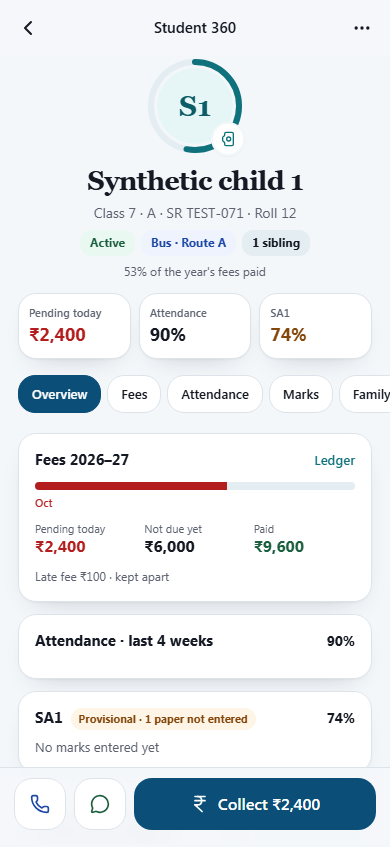 Student 360
S1
Synthetic child 1
Class 7 · A · SR TEST-071 · Roll 12
Active Bus · Route A 1 sibling
53% of the year's fees paid
Pending today Attendance SA1
₹2,400 90% 74%
Overview Fees Attendance Marks Family
Fees 2026–27 Ledger
Oct
Pending today Not due yet Paid
₹2,400 ₹6,000 ₹9,600
Late fee ₹100 · kept apart
Attendance · last 4 weeks 90%
SA1 Provisional · 1 paper not entered 74%
No marks entered yet
₹ Collect ₹2,400